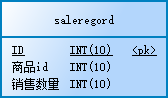 saleregord
ID INT(10) <pk>
商品id INT(10)
销售数量 INT(10)